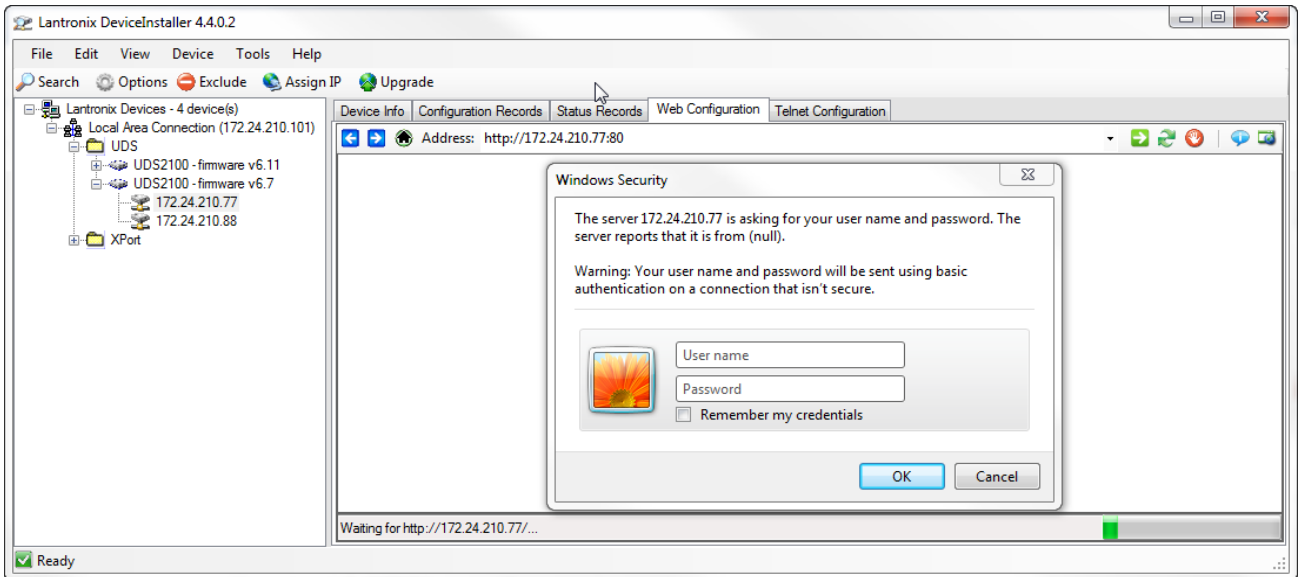 Lantronix DeviceInstaller 4.4.0.2
File Edit View Device Tools Help
Search Options Exclude Assign IP Upgrade
Lantronix Devices - 4 device(s)
Local Area Connection (172.24.210.101)
UDS
UDS2100 - firmware v6.11
UDS2100 - firmware v6.7
172.24.210.77
172.24.210.88
XPort
Device Info Configuration Records Status Records Web Configuration Telnet Configuration
Address: http://172.24.210.77:80
Windows Security
The server 172.24.210.77 is asking for your user name and password. The
server reports that it is from (null).
Warning: Your user name and password will be sent using basic
authentication on a connection that isn't secure.
User name
Password
Remember my credentials
OK Cancel
Waiting for http://172.24.210.77/...
Ready